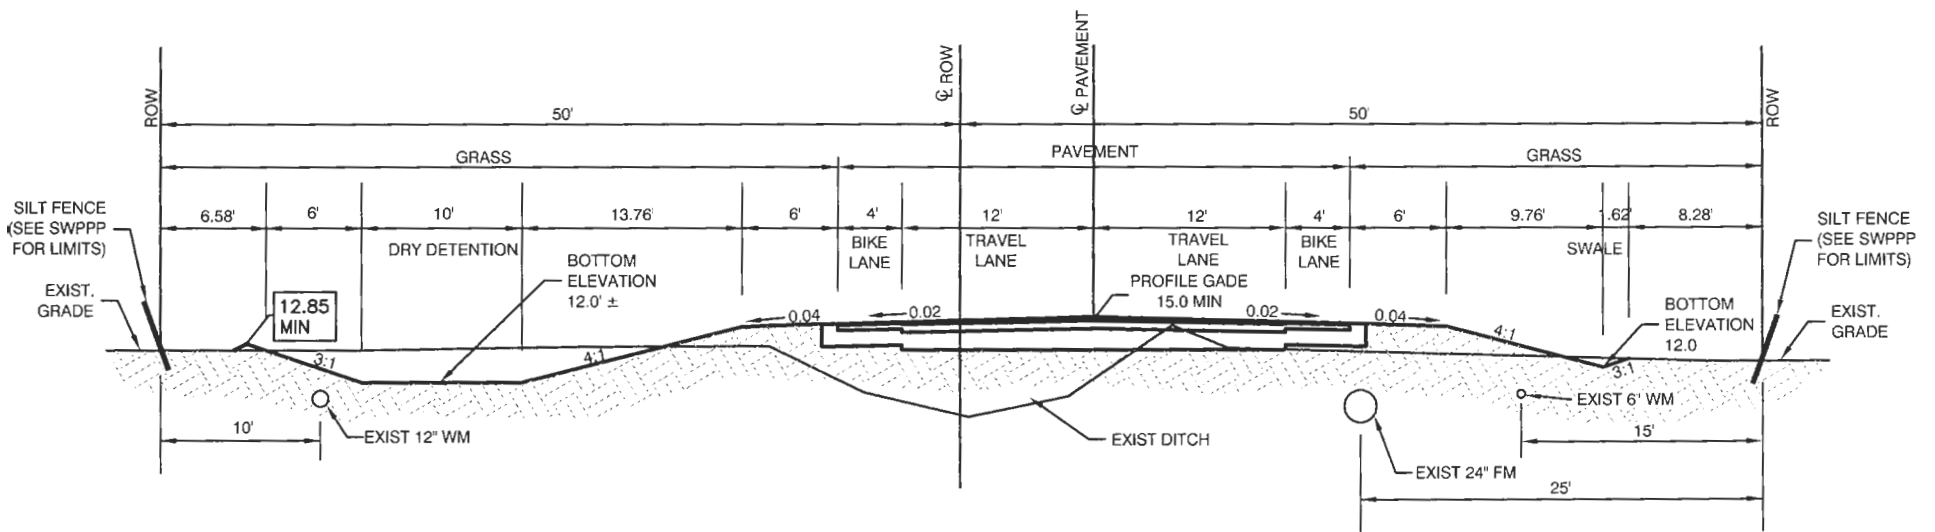 ROW
℄ ROW
℄ PAVEMENT
ROW
50'
50'
GRASS
PAVEMENT
GRASS
6.58'
6'
10'
13.76'
6'
4'
12'
12'
4'
6'
9.76'
1.62'
8.28'
SILT FENCE
(SEE SWPPP
FOR LIMITS)
DRY DETENTION
BIKE
LANE
TRAVEL
LANE
TRAVEL
LANE
BIKE
LANE
SWALE
SILT FENCE
(SEE SWPPP
FOR LIMITS)
EXIST.
GRADE
12.85
MIN
BOTTOM
ELEVATION
12.0' ±
PROFILE GADE
15.0 MIN
0.04
0.02
0.02
0.04
BOTTOM
ELEVATION
12.0
EXIST.
GRADE
3:1
4:1
4:1
3:1
10'
EXIST 12" WM
EXIST DITCH
EXIST 6' WM
15'
EXIST 24" FM
25'